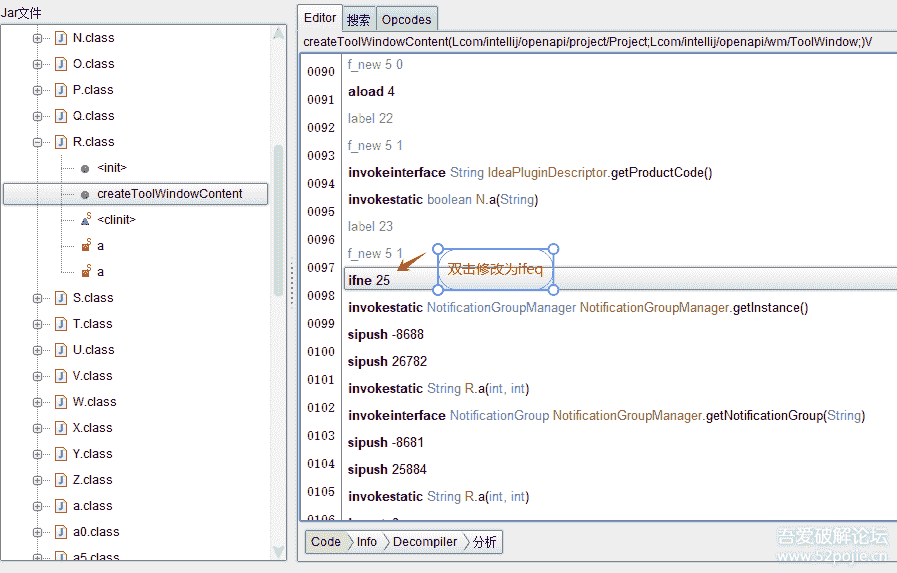 Jar文件
N.class
O.class
P.class
Q.class
R.class
<init>
createToolWindowContent
<clinit>
a
a
S.class
T.class
U.class
V.class
W.class
X.class
Y.class
Z.class
a.class
a0.class
a5.class
Editor 搜索 Opcodes
createToolWindowContent(Lcom/intellij/openapi/project/Project;Lcom/intellij/openapi/wm/ToolWindow;)V
0090 f_new 5 0
0091 aload 4
0092 label 22
0093 f_new 5 1
0094 invokeinterface String IdeaPluginDescriptor.getProductCode()
0095 invokestatic boolean N.a(String)
0096 label 23
0097 f_new 5 1
0098 ifne 25
双击修改为ifeq
0099 invokestatic NotificationGroupManager NotificationGroupManager.getInstance()
0100 sipush -8688
0101 sipush 26782
0102 invokestatic String R.a(int, int)
0103 invokeinterface NotificationGroup NotificationGroupManager.getNotificationGroup(String)
0104 sipush -8681
0105 sipush 25884
0106 invokestatic String R.a(int, int)
Code Info Decompiler 分析
吾爱破解论坛
www.52pojie.cn